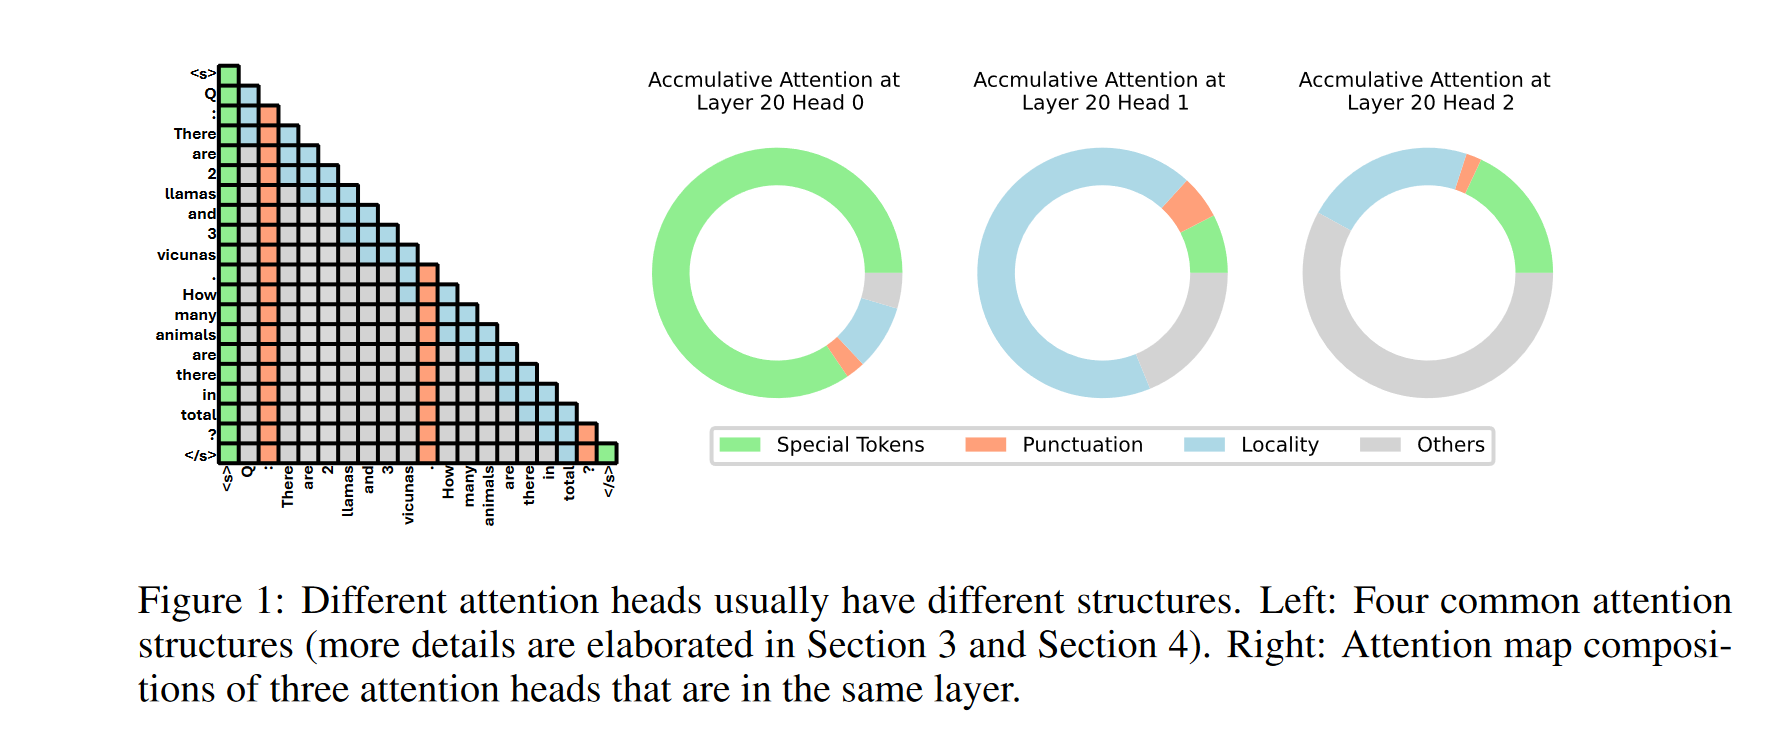 <s>
Q
:
There
are
2
llamas
and
3
vicunas
.
How
many
animals
are
there
in
total
?
</s>
<s>
Q
:
There
are
2
llamas
and
3
vicunas
.
How
many
animals
are
there
in
total
?
</s>
Accmulative Attention at
Layer 20 Head 0
Accmulative Attention at
Layer 20 Head 1
Accmulative Attention at
Layer 20 Head 2
Special Tokens
Punctuation
Locality
Others
Figure 1: Different attention heads usually have different structures. Left: Four common attention
structures (more details are elaborated in Section 3 and Section 4). Right: Attention map composi-
tions of three attention heads that are in the same layer.